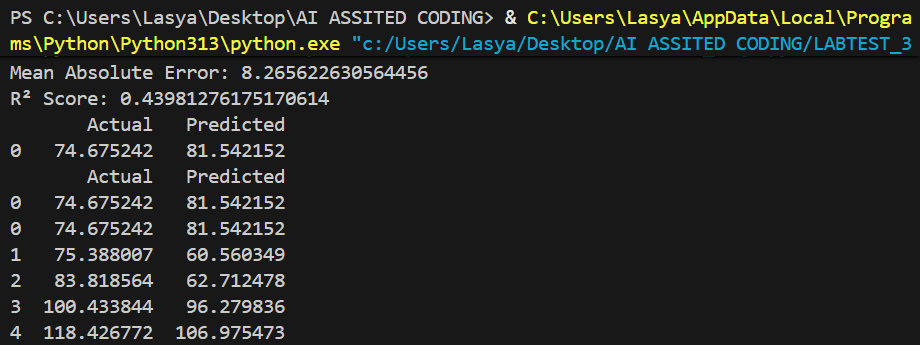 PS C:\Users\Lasya\Desktop\AI ASSITED CODING> & C:\Users\Lasya\AppData\Local\Progra
ms\Python\Python313\python.exe "c:/Users/Lasya/Desktop/AI ASSITED CODING/LABTEST_3
Mean Absolute Error: 8.265622630564456
R² Score: 0.43981276175170614
Actual Predicted
0 74.675242 81.542152
Actual Predicted
0 74.675242 81.542152
0 74.675242 81.542152
1 75.388007 60.560349
2 83.818564 62.712478
3 100.433844 96.279836
4 118.426772 106.975473